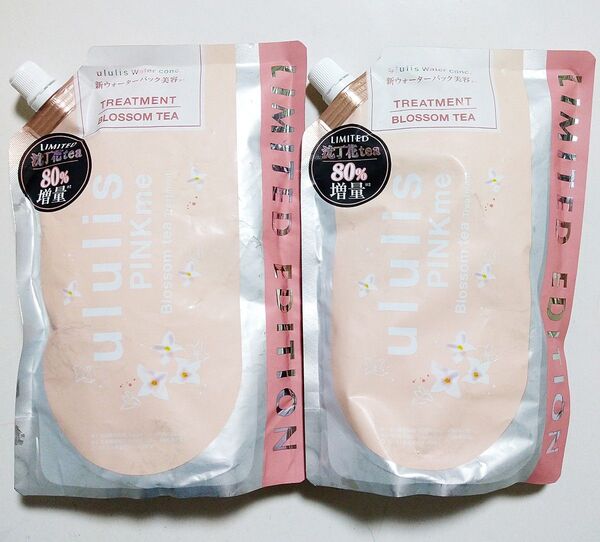 ululis Water conc.
新ウォーターパック美容
TREATMENT
BLOSSOM TEA
LIMITED
沈丁花tea
80%
増量
ululis
PINKme
Blossom tea
LIMITED EDITION
ululis Water conc.
新ウォーターパック美容
TREATMENT
BLOSSOM TEA
LIMITED
沈丁花tea
80%
増量
ululis
PINKme
Blossom tea
LIMITED EDITION